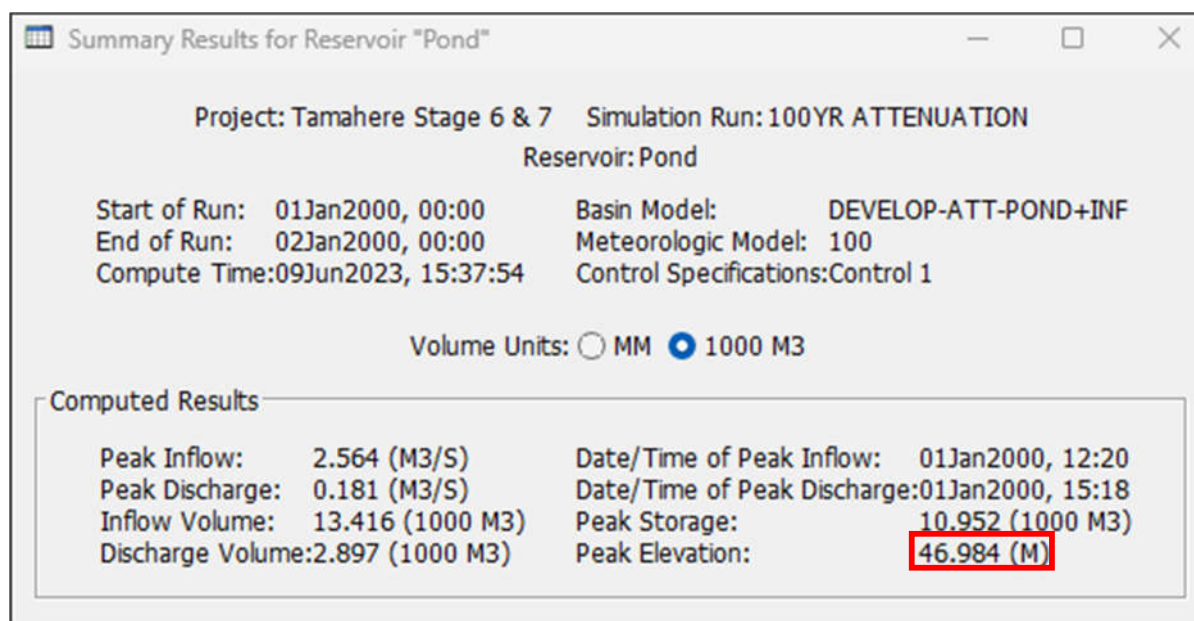 Summary Results for Reservoir "Pond"
Project: Tamahere Stage 6 & 7 Simulation Run: 100YR ATTENUATION
Reservoir: Pond
Start of Run: 01Jan2000, 00:00 Basin Model: DEVELOP-ATT-POND+INF
End of Run: 02Jan2000, 00:00 Meteorologic Model: 100
Compute Time:09Jun2023, 15:37:54 Control Specifications:Control 1
Volume Units: MM 1000 M3
Computed Results
Peak Inflow: 2.564 (M3/S) Date/Time of Peak Inflow: 01Jan2000, 12:20
Peak Discharge: 0.181 (M3/S) Date/Time of Peak Discharge:01Jan2000, 15:18
Inflow Volume: 13.416 (1000 M3) Peak Storage: 10.952 (1000 M3)
Discharge Volume:2.897 (1000 M3) Peak Elevation: 46.984 (M)